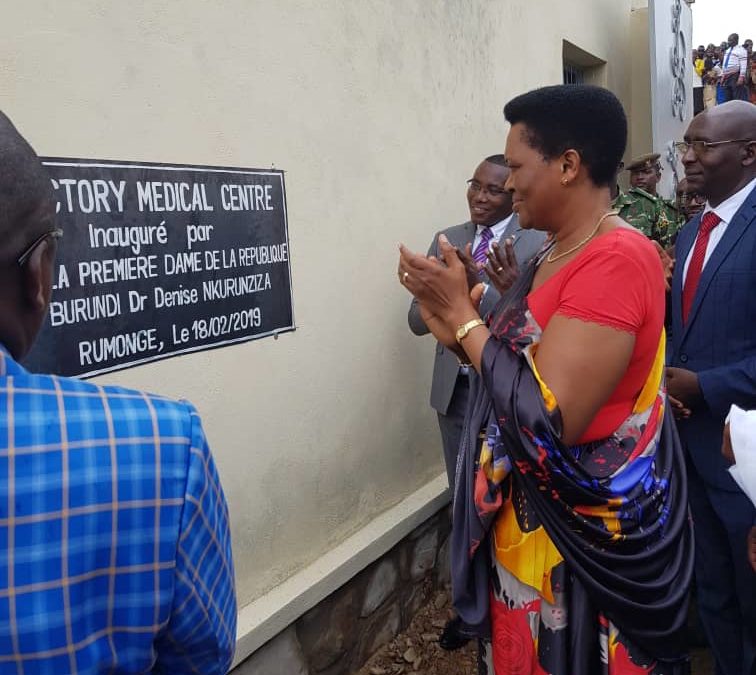 CTORY MEDICAL CENTRE
Inauguré par
LA PREMIERE DAME DE LA REPUBLIQUE
BURUNDI Dr Denise NKURUNZIZA
RUMONGE, Le 18/02/2019